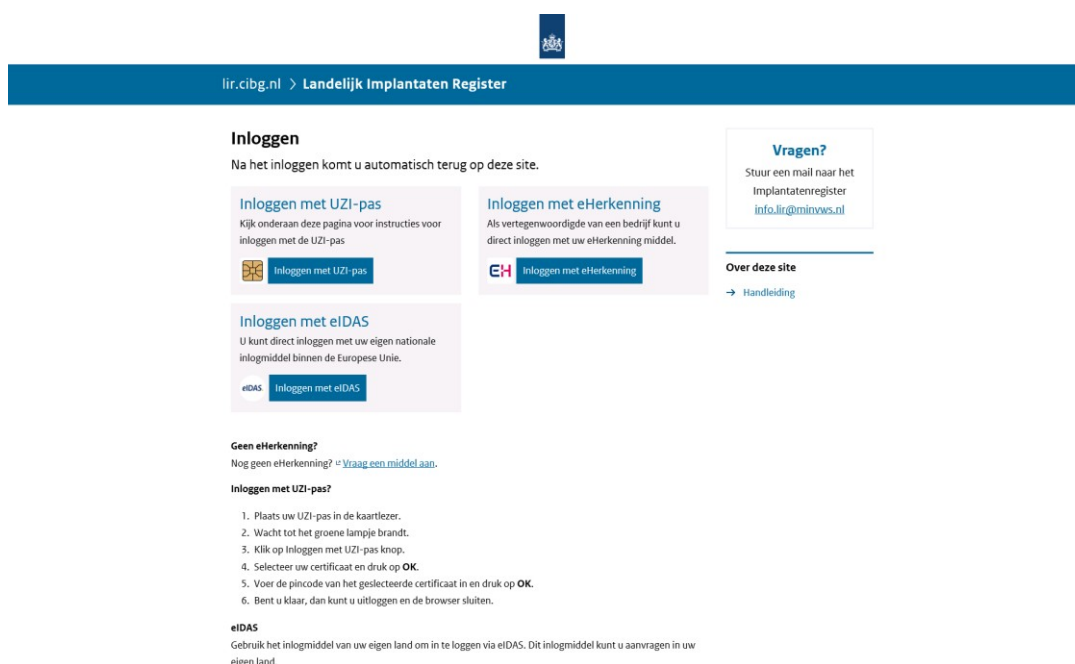 lir.cibg.nl > Landelijk Implantaten Register
Inloggen
Na het inloggen komt u automatisch terug op deze site.
Inloggen met UZI-pas
Kijk onderaan deze pagina voor instructies voor
inloggen met de UZI-pas
Inloggen met UZI-pas
Inloggen met eHerkenning
Als vertegenwoordigde van een bedrijf kunt u
direct inloggen met uw eHerkenning middel.
EH Inloggen met eHerkenning
Inloggen met eIDAS
U kunt direct inloggen met uw eigen nationale
inlogmiddel binnen de Europese Unie.
eIDAS Inloggen met eIDAS
Vragen?
Stuur een mail naar het
Implantatenregister
info.lir@minvws.nl
Over deze site
→ Handleiding
Geen eHerkenning?
Nog geen eHerkenning? Vraag een middel aan.
Inloggen met UZI-pas?
1. Plaats uw UZI-pas in de kaartlezer.
2. Wacht tot het groene lampje brandt.
3. Klik op Inloggen met UZI-pas knop.
4. Selecteer uw certificaat en druk op OK.
5. Voer de pincode van het geselecteerde certificaat in en druk op OK.
6. Bent u klaar, dan kunt u uitloggen en de browser sluiten.
eIDAS
Gebruik het inlogmiddel van uw eigen land om in te loggen via eIDAS. Dit inlogmiddel kunt u aanvragen in uw
eigen land.